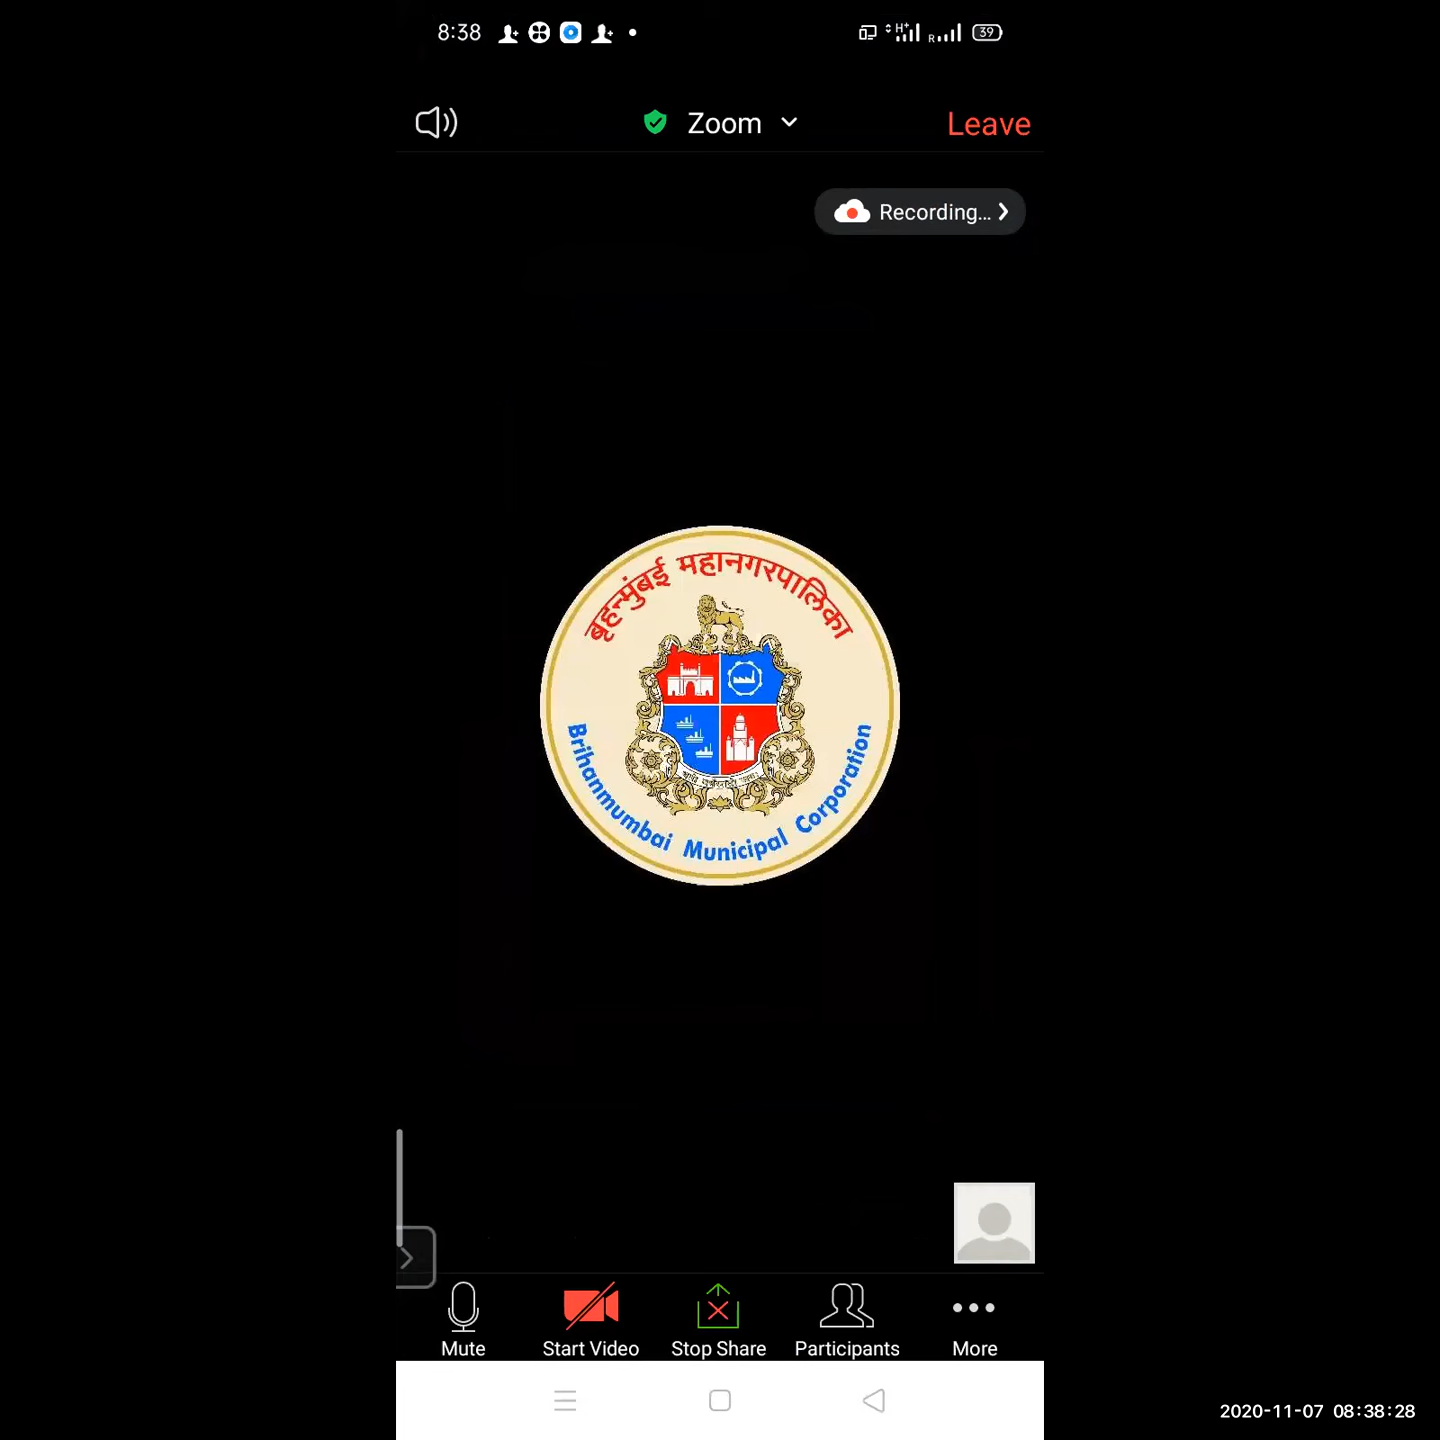 8:38
H+
R
39
Zoom
Leave
Recording...
बृहन्मुंबई महानगरपालिका
Brihanmumbai Municipal Corporation
Mute
Start Video
Stop Share
Participants
More
2020-11-07 08:38:28